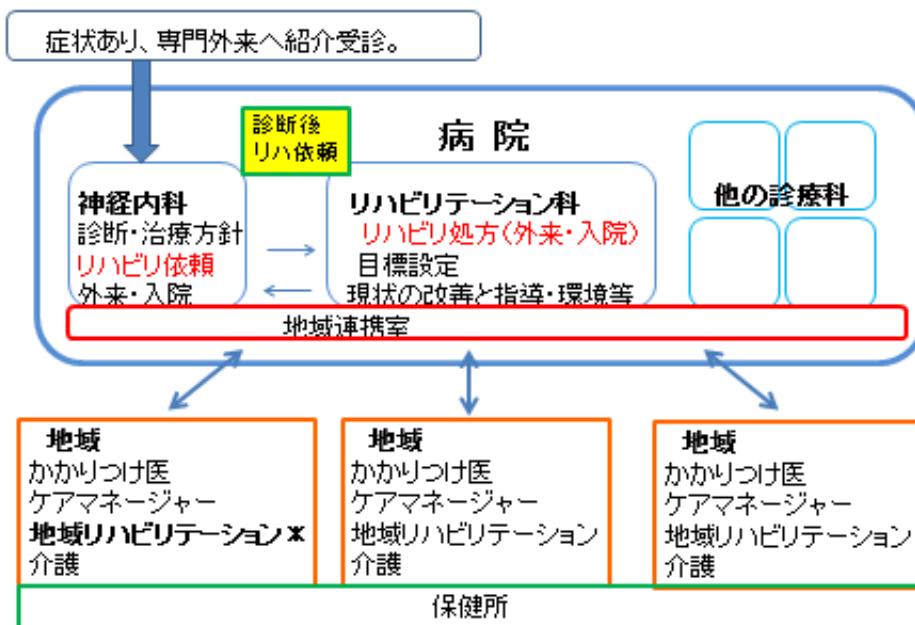 症状あり、専門外来へ紹介受診。
診断後
リハ依頼
病院
神経内科
診断・治療方針
リハビリ依頼
外来・入院
リハビリテーション科
リハビリ処方(外来・入院)
目標設定
現状の改善と指導・環境等
他の診療科
地域連携室
地域
かかりつけ医
ケアマネージャー
地域リハビリテーション*
介護
地域
かかりつけ医
ケアマネージャー
地域リハビリテーション
介護
地域
かかりつけ医
ケアマネージャー
地域リハビリテーション
介護
保健所